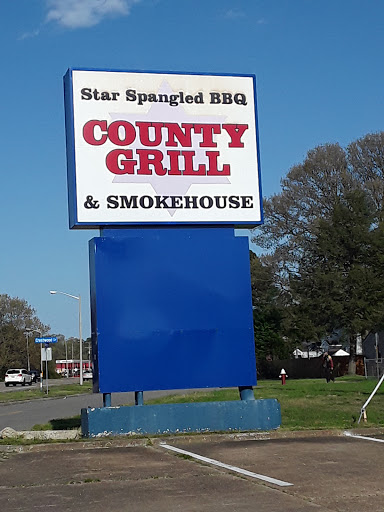 Star Spangled BBQ
COUNTY
GRILL
& SMOKEHOUSE